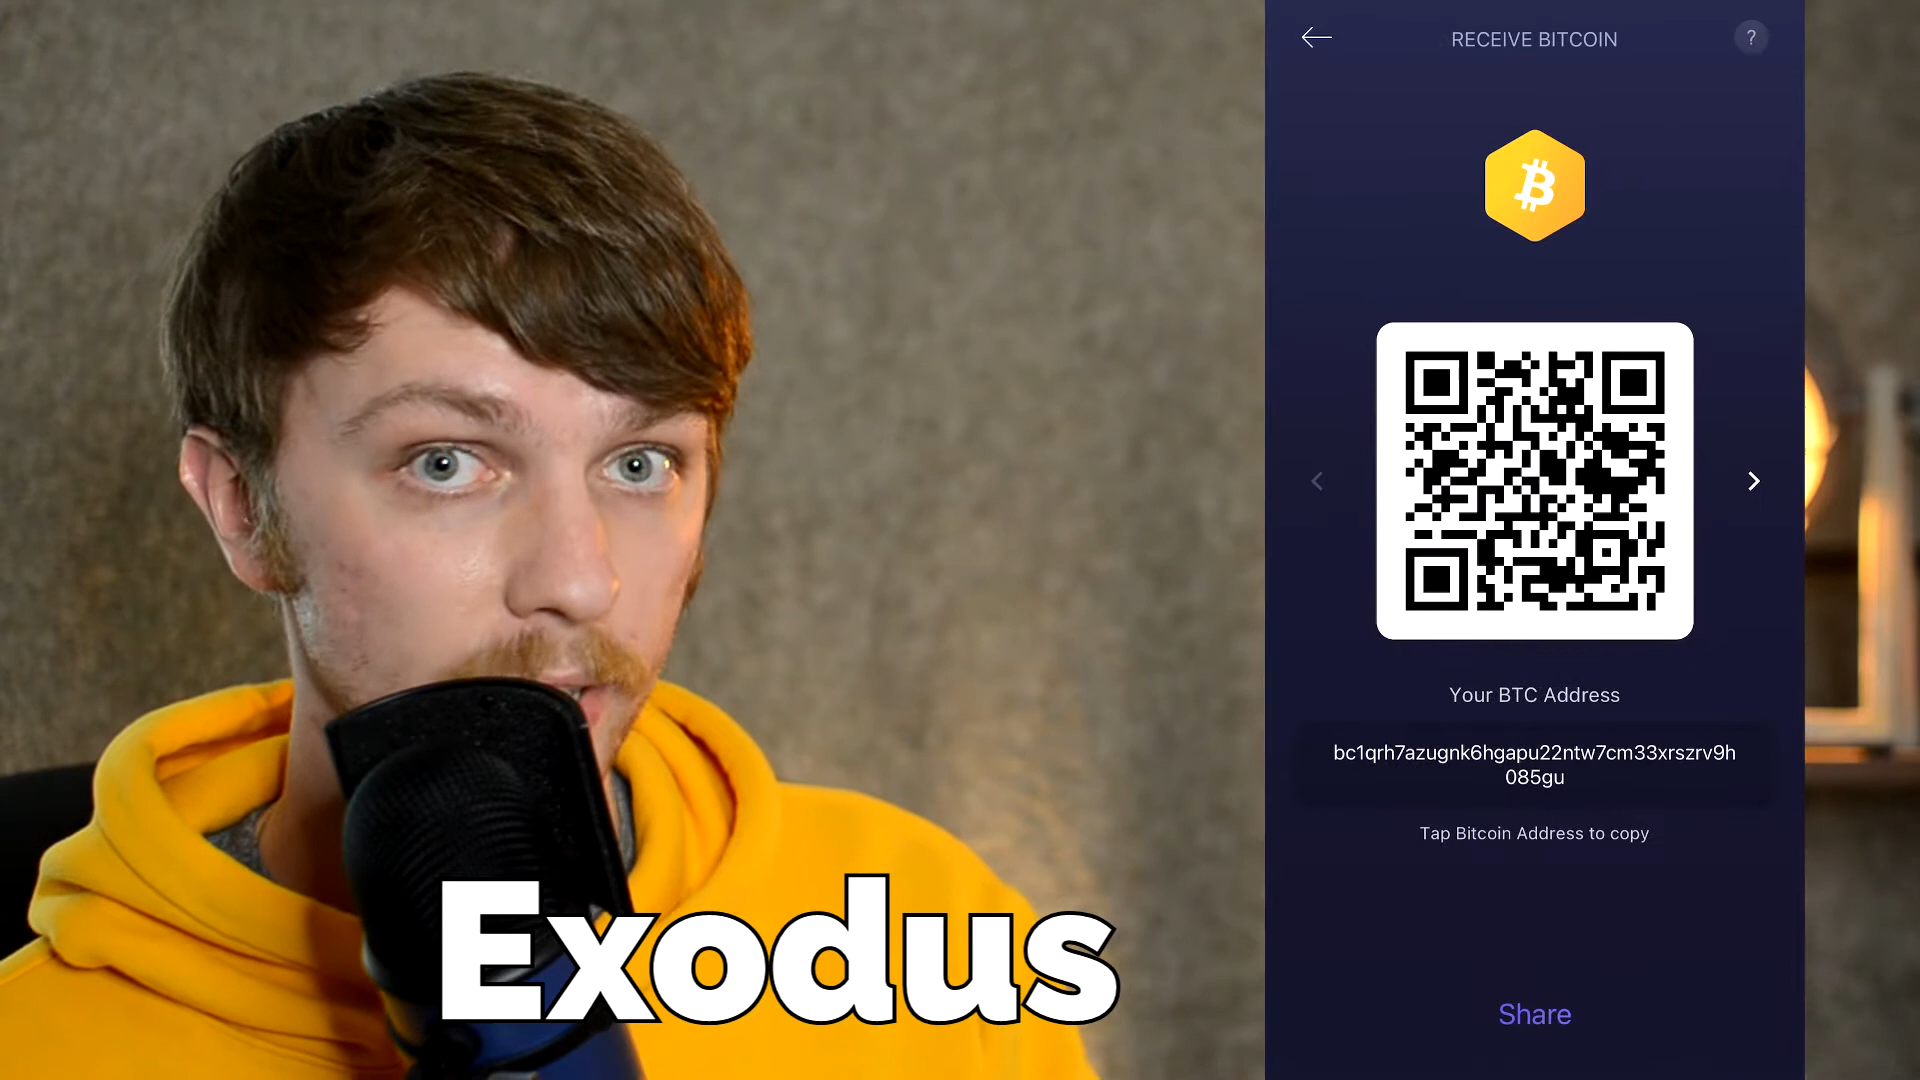 RECEIVE BITCOIN
?
Your BTC Address
bc1qrh7azugnk6hgapu22ntw7cm33xrszrv9h
085gu
Tap Bitcoin Address to copy
Share
Exodus